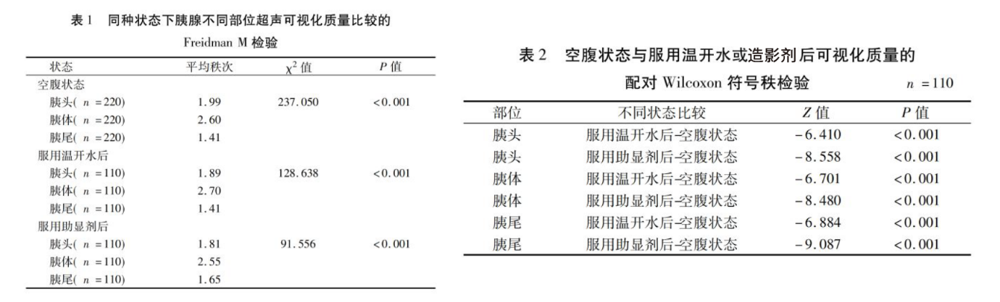 表 1 同种状态下胰腺不同部位超声可视化质量比较的
Freidman M 检验
状态 平均秩次 χ² 值 P 值
空腹状态
胰头( n =220) 1.99 237.050 <0.001
胰体( n =220) 2.60
胰尾( n =220) 1.41
服用温开水后
胰头( n =110) 1.89 128.638 <0.001
胰体( n =110) 2.70
胰尾( n =110) 1.41
服用助显剂后
胰头( n =110) 1.81 91.556 <0.001
胰体( n =110) 2.55
胰尾( n =110) 1.65
表 2 空腹状态与服用温开水或造影剂后可视化质量的
配对 Wilcoxon 符号秩检验 n =110
部位 不同状态比较 Z 值 P 值
胰头 服用温开水后-空腹状态 -6.410 <0.001
胰头 服用助显剂后-空腹状态 -8.558 <0.001
胰体 服用温开水后-空腹状态 -6.701 <0.001
胰体 服用助显剂后-空腹状态 -8.480 <0.001
胰尾 服用温开水后-空腹状态 -6.884 <0.001
胰尾 服用助显剂后-空腹状态 -9.087 <0.001